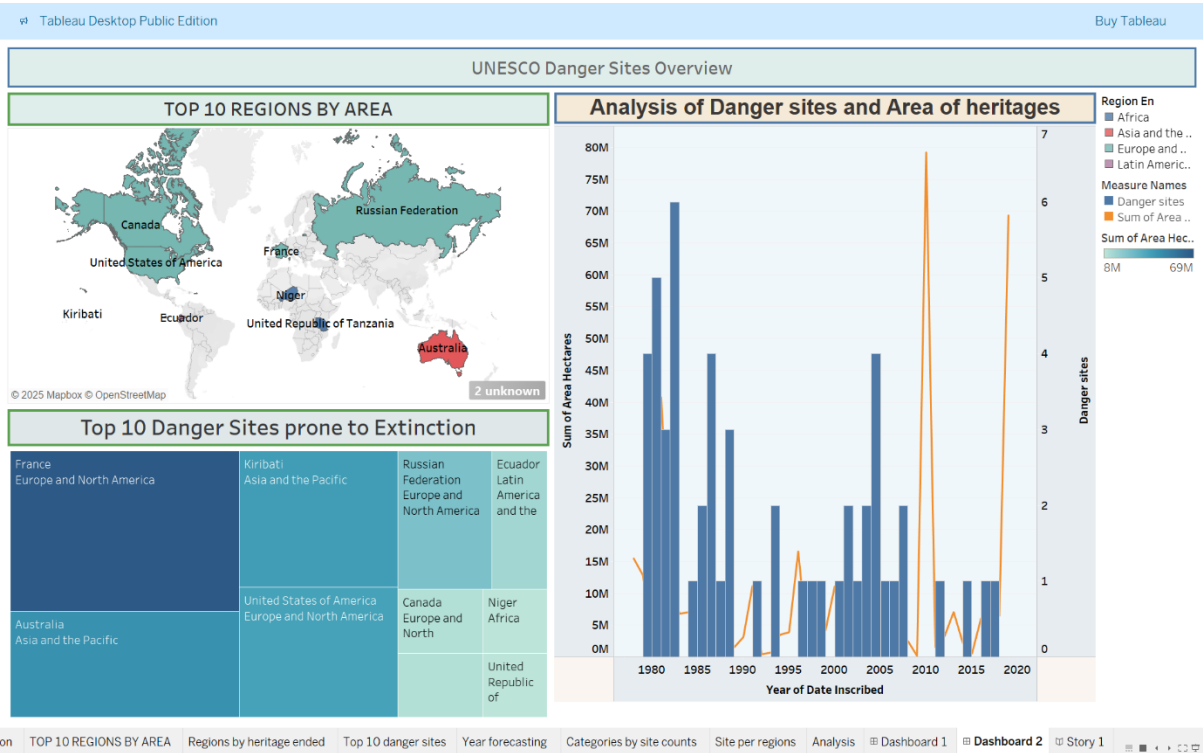 Tableau Desktop Public Edition
Buy Tableau
UNESCO Danger Sites Overview
TOP 10 REGIONS BY AREA
Canada
United States of America
Russian Federation
France
Niger
Kiribati
Ecuador
United Republic of Tanzania
Australia
© 2025 Mapbox © OpenStreetMap
2 unknown
Top 10 Danger Sites prone to Extinction
France
Europe and North America
Australia
Asia and the Pacific
Kiribati
Asia and the Pacific
United States of America
Europe and North America
Russian
Federation
Europe and
North America
Ecuador
Latin
America
and the
Canada
Europe and
North
Niger
Africa
United
Republic
of
Analysis of Danger sites and Area of heritages
Sum of Area Hectares
80M
75M
70M
65M
60M
55M
50M
45M
40M
35M
30M
25M
20M
15M
10M
5M
0M
7
6
5
4
3
2
1
0
Danger sites
1980 1985 1990 1995 2000 2005 2010 2015 2020
Year of Date Inscribed
Region En
Africa
Asia and the ..
Europe and ..
Latin Americ..
Measure Names
Danger sites
Sum of Area ..
Sum of Area Hec..
8M 69M
on TOP 10 REGIONS BY AREA Regions by heritage ended Top 10 danger sites Year forecasting Categories by site counts Site per regions Analysis Dashboard 1 Dashboard 2 Story 1